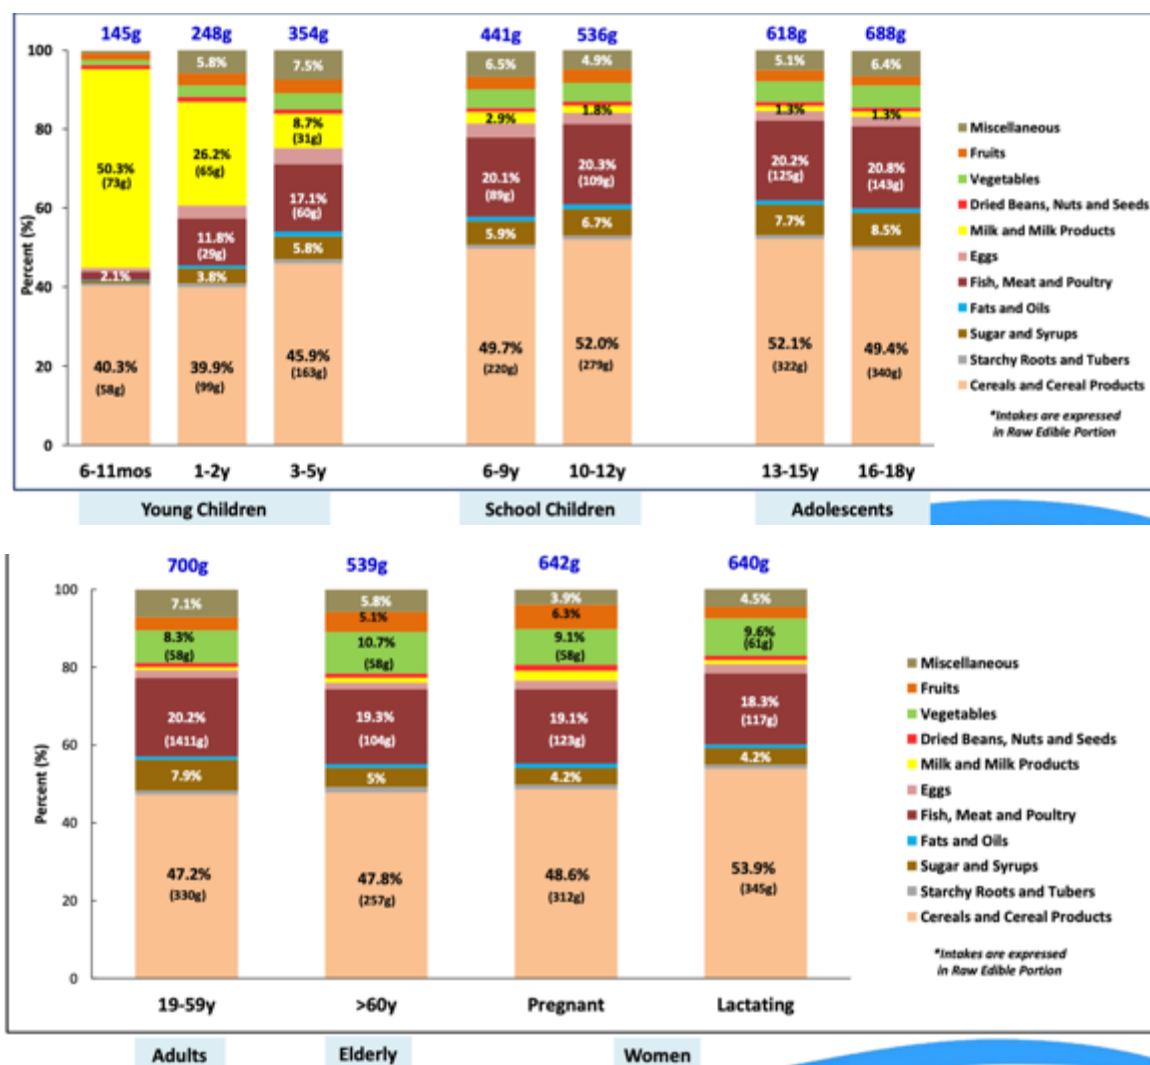 145g 248g 354g 441g 536g 618g 688g
100
80
60
40
20
0
Percent (%)
50.3%
(73g)
2.1%
40.3%
(58g)
5.8%
26.2%
(65g)
11.8%
(29g)
3.8%
39.9%
(99g)
7.5%
8.7%
(31g)
17.1%
(60g)
5.8%
45.9%
(163g)
6.5%
2.9%
20.1%
(89g)
5.9%
49.7%
(220g)
4.9%
1.8%
20.3%
(109g)
6.7%
52.0%
(279g)
5.1%
1.3%
20.2%
(125g)
7.7%
52.1%
(322g)
6.4%
1.3%
20.8%
(143g)
8.5%
49.4%
(340g)
Miscellaneous
Fruits
Vegetables
Dried Beans, Nuts and Seeds
Milk and Milk Products
Eggs
Fish, Meat and Poultry
Fats and Oils
Sugar and Syrups
Starchy Roots and Tubers
Cereals and Cereal Products
*Intakes are expressed
in Raw Edible Portion
6-11mos 1-2y 3-5y 6-9y 10-12y 13-15y 16-18y
Young Children School Children Adolescents
700g 539g 642g 640g
100
80
60
40
20
0
Percent (%)
7.1%
8.3%
(58g)
20.2%
(1411g)
7.9%
47.2%
(330g)
5.8%
5.1%
10.7%
(58g)
19.3%
(104g)
5%
47.8%
(257g)
3.9%
6.3%
9.1%
(58g)
19.1%
(123g)
4.2%
48.6%
(312g)
4.5%
9.6%
(61g)
18.3%
(117g)
4.2%
53.9%
(345g)
Miscellaneous
Fruits
Vegetables
Dried Beans, Nuts and Seeds
Milk and Milk Products
Eggs
Fish, Meat and Poultry
Fats and Oils
Sugar and Syrups
Starchy Roots and Tubers
Cereals and Cereal Products
*Intakes are expressed
in Raw Edible Portion
19-59y >60y Pregnant Lactating
Adults Elderly Women